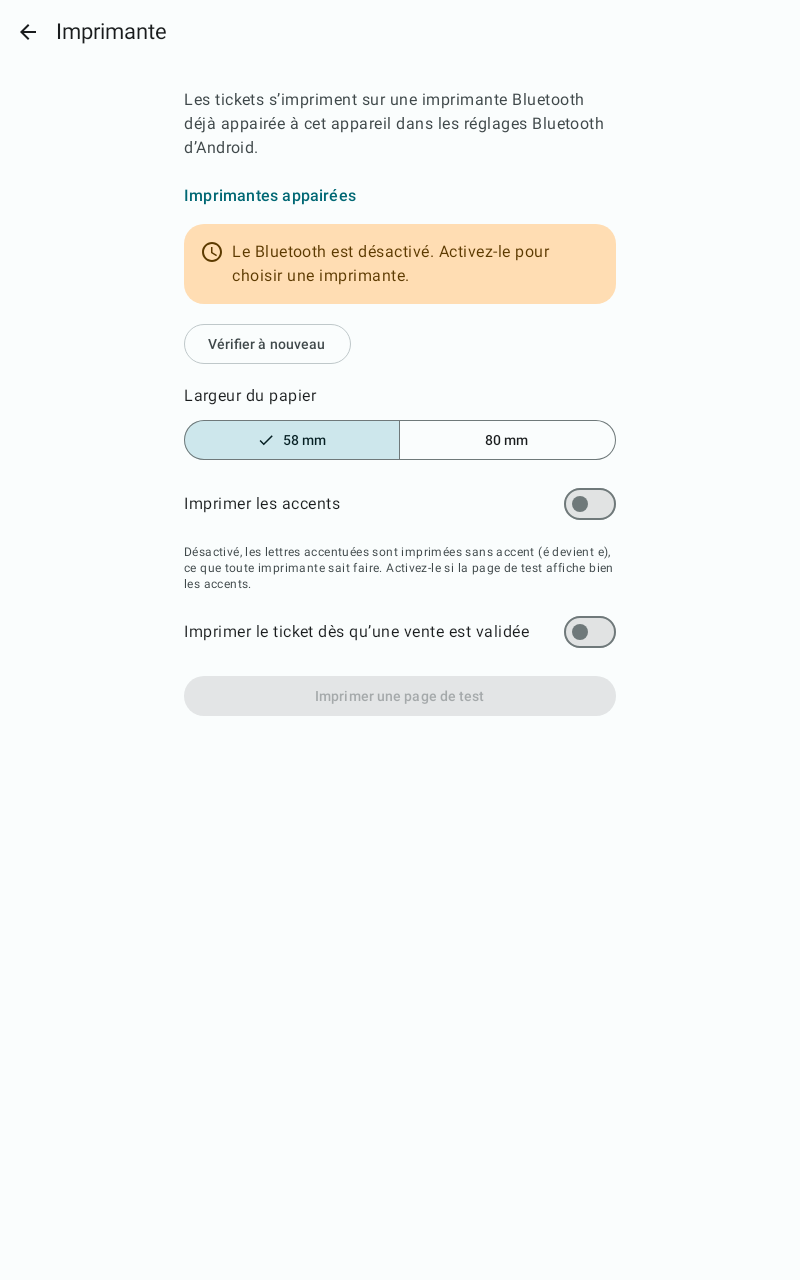 Imprimante
Les tickets s’impriment sur une imprimante Bluetooth
déjà appairée à cet appareil dans les réglages Bluetooth
d’Android.
Imprimantes appairées
Le Bluetooth est désactivé. Activez-le pour
choisir une imprimante.
Vérifier à nouveau
Largeur du papier
58 mm
80 mm
Imprimer les accents
Désactivé, les lettres accentuées sont imprimées sans accent (é devient e),
ce que toute imprimante sait faire. Activez-le si la page de test affiche bien
les accents.
Imprimer le ticket dès qu’une vente est validée
Imprimer une page de test